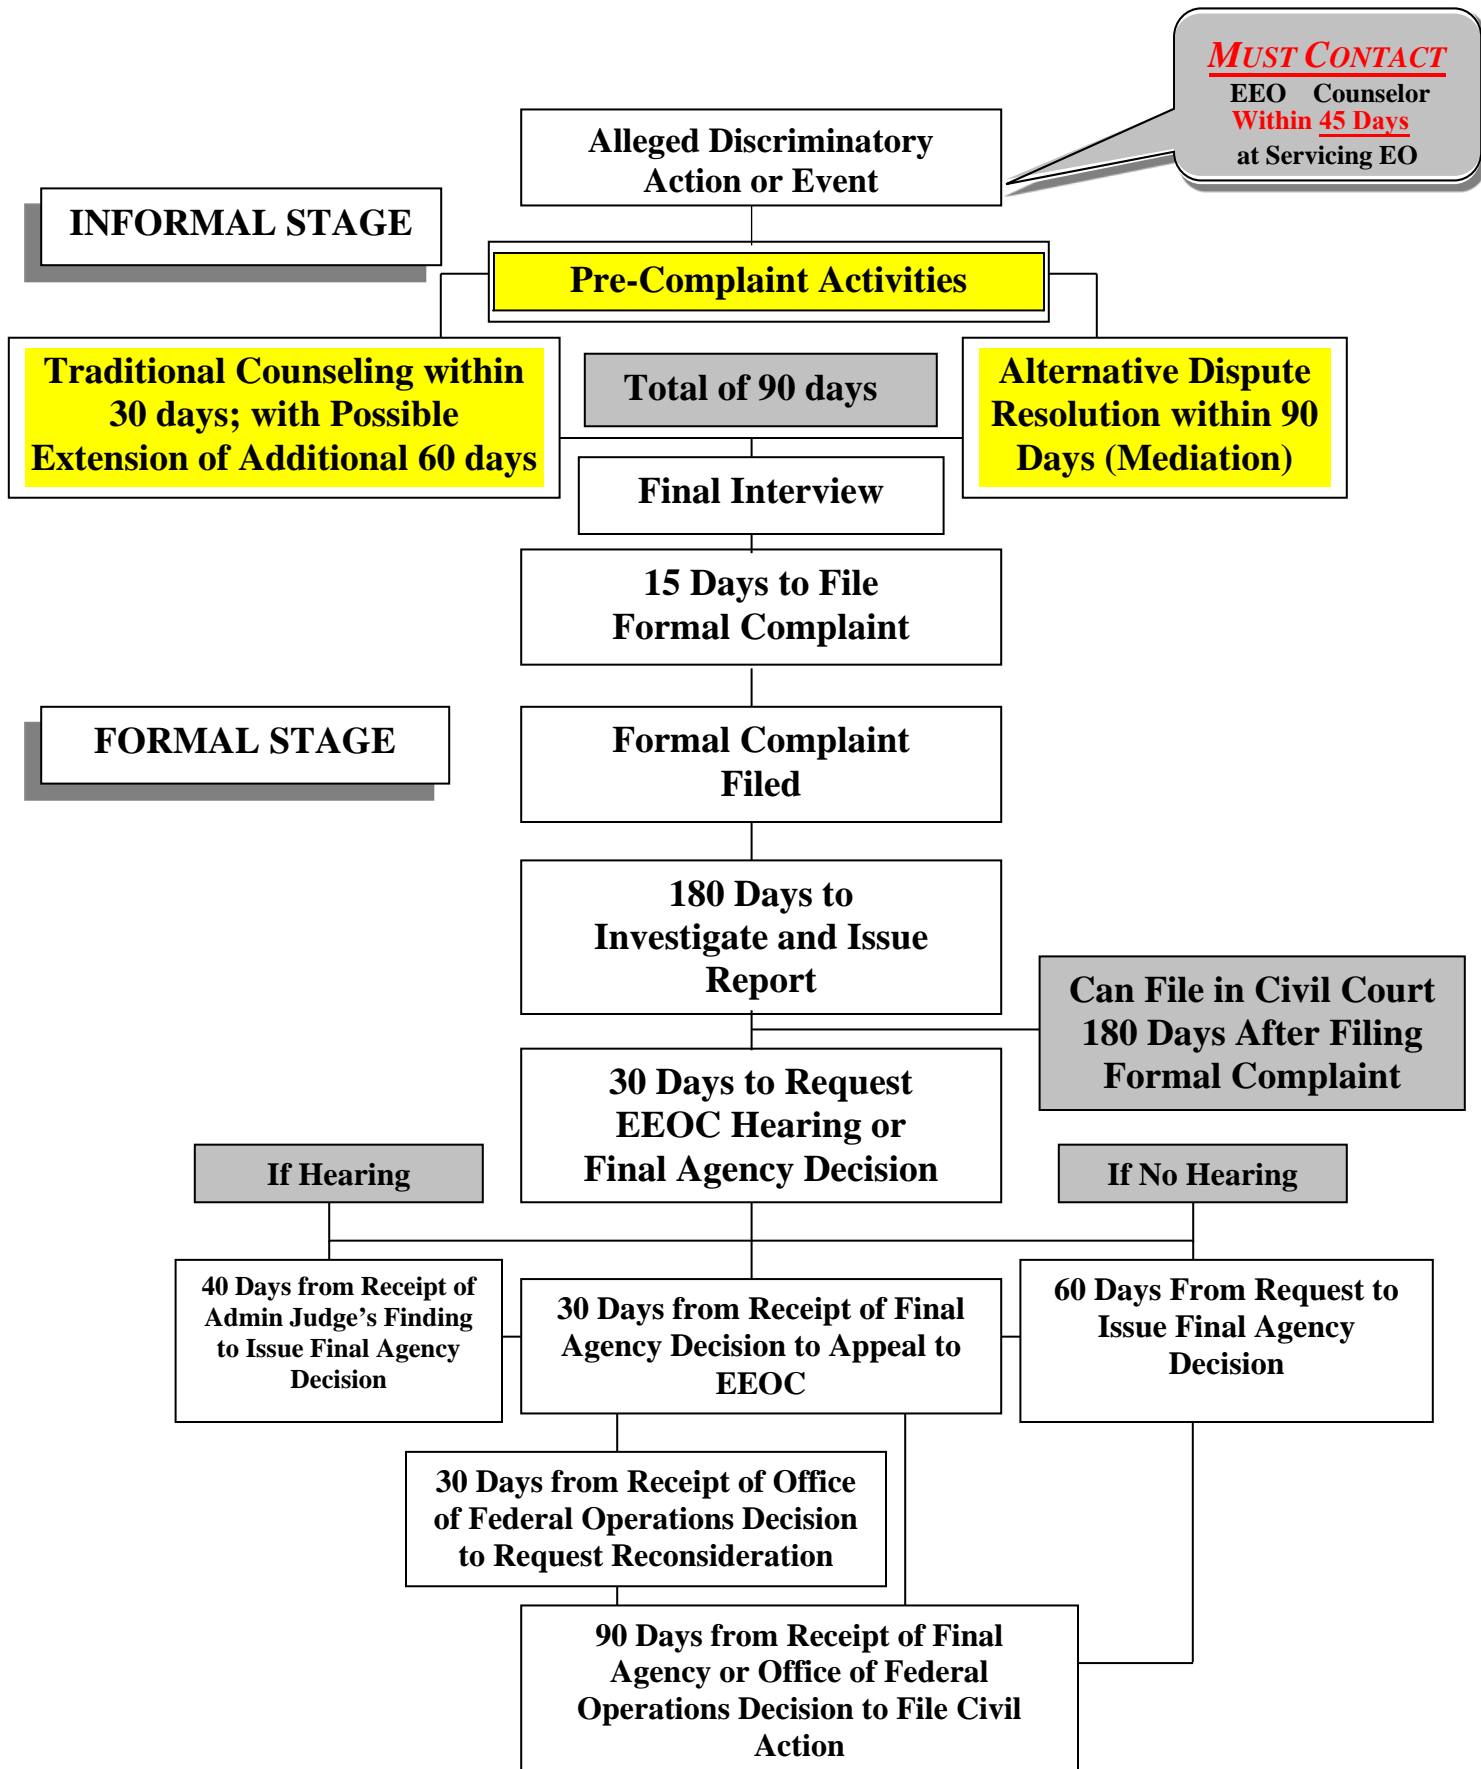 MUST CONTACT
EEO Counselor
Within 45 Days
at Servicing EO
Alleged Discriminatory
Action or Event
INFORMAL STAGE
Pre-Complaint Activities
Traditional Counseling within
30 days; with Possible
Extension of Additional 60 days
Total of 90 days
Alternative Dispute
Resolution within 90
Days (Mediation)
Final Interview
15 Days to File
Formal Complaint
FORMAL STAGE
Formal Complaint
Filed
180 Days to
Investigate and Issue
Report
Can File in Civil Court
180 Days After Filing
Formal Complaint
30 Days to Request
EEOC Hearing or
Final Agency Decision
If Hearing
If No Hearing
40 Days from Receipt of
Admin Judge's Finding
to Issue Final Agency
Decision
30 Days from Receipt of Final
Agency Decision to Appeal to
EEOC
60 Days From Request to
Issue Final Agency
Decision
30 Days from Receipt of Office
of Federal Operations Decision
to Request Reconsideration
90 Days from Receipt of Final
Agency or Office of Federal
Operations Decision to File Civil
Action